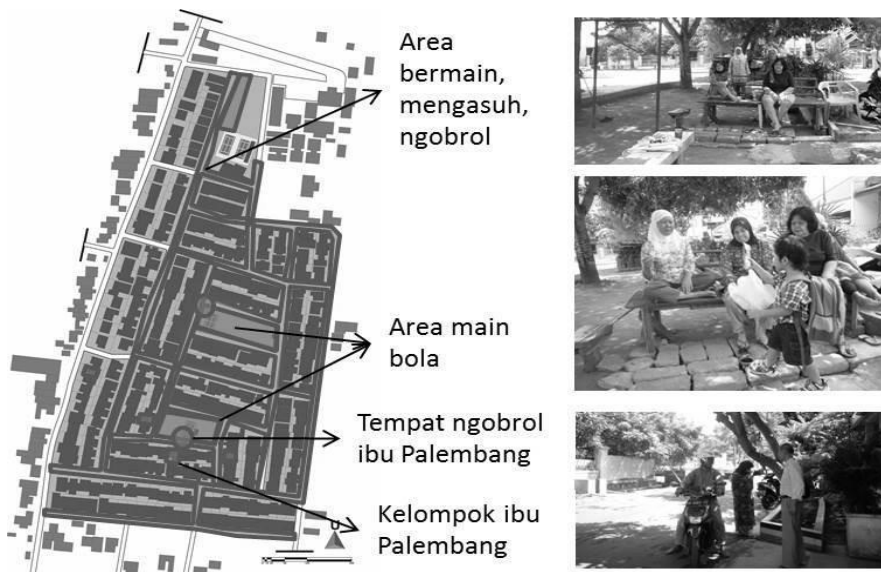 Area
bermain,
mengasuh,
ngobrol
Area main
bola
Tempat ngobrol
ibu Palembang
Kelompok ibu
Palembang
U